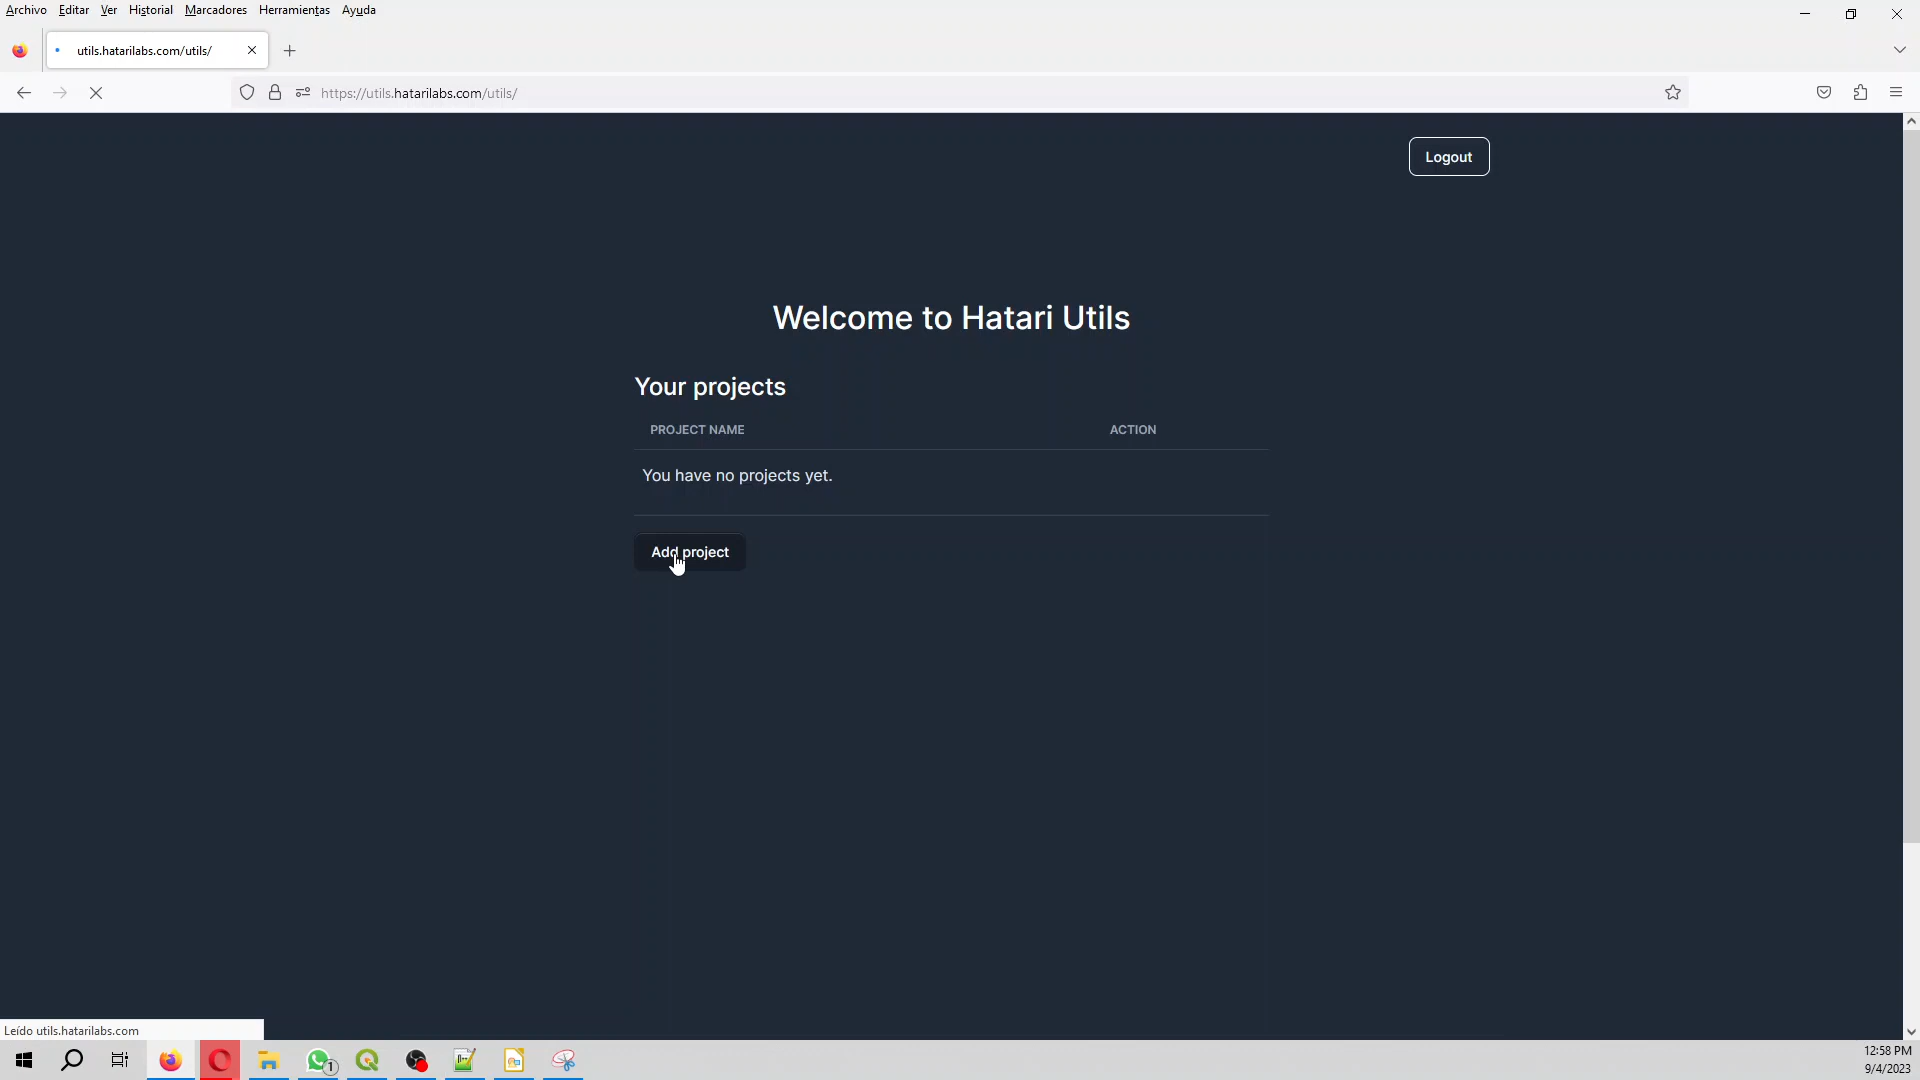 Archivo Editar Ver Historial Marcadores Herramientas Ayuda
utils.hatarilabs.com/utils/
https://utils.hatarilabs.com/utils/
Logout
Welcome to Hatari Utils
Your projects
PROJECT NAME ACTION
You have no projects yet.
Add project
Leído utils.hatarilabs.com
1
12:58 PM
9/4/2023